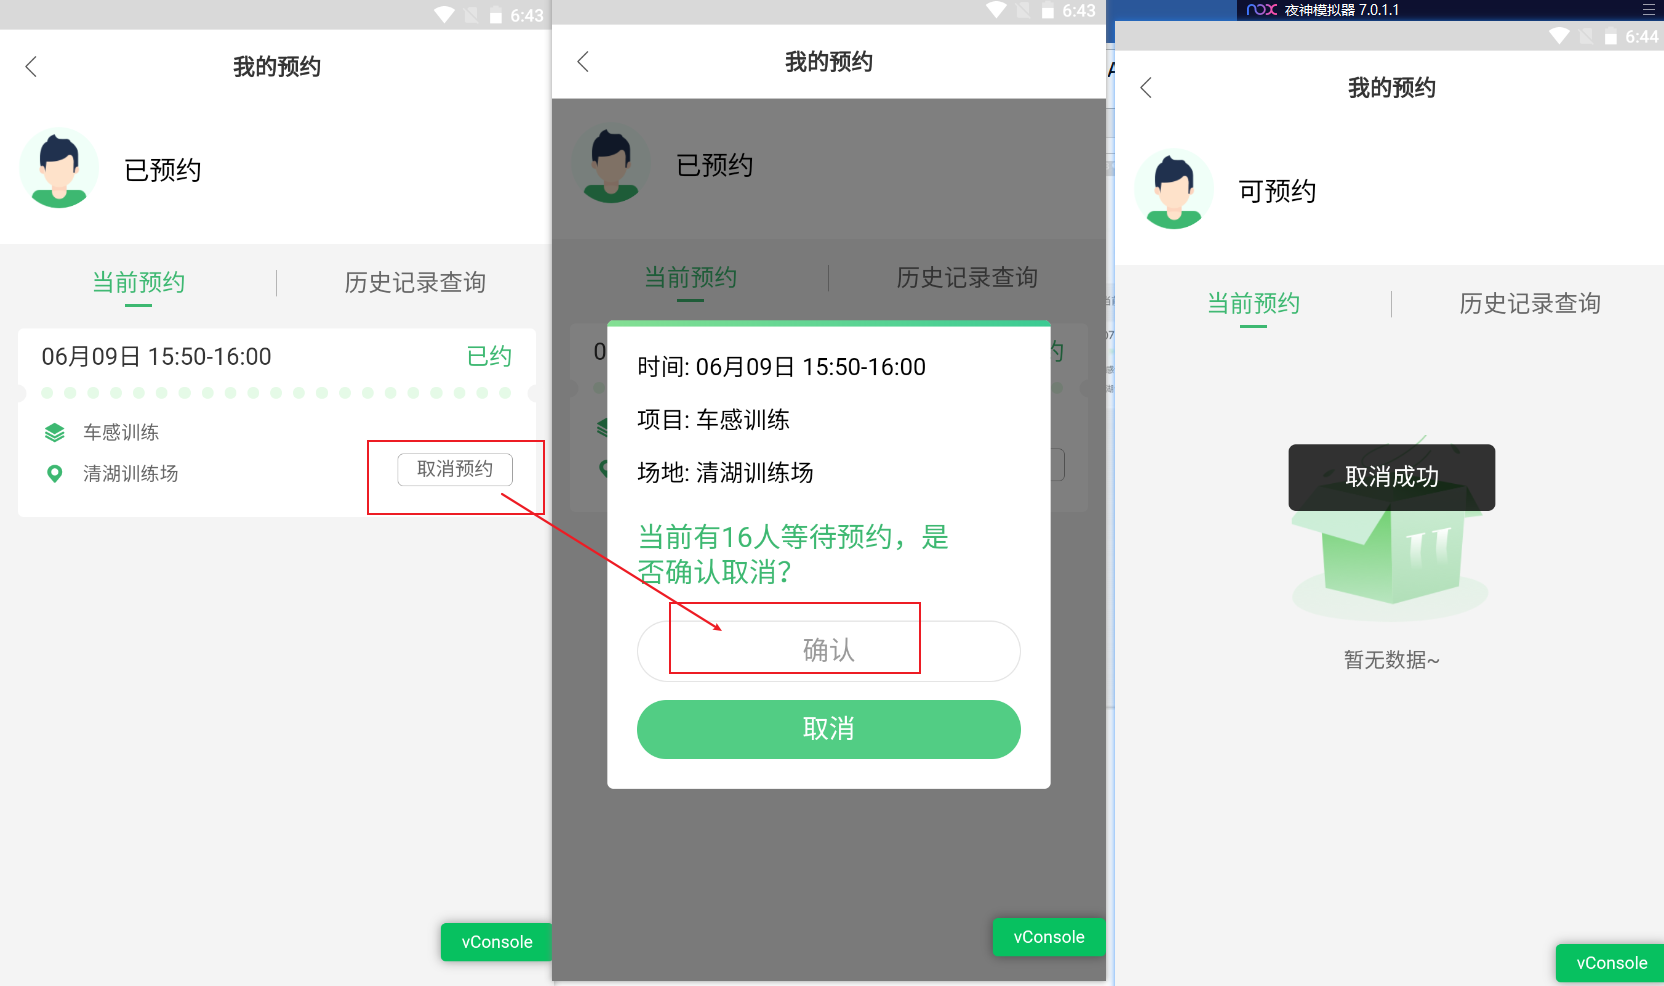 6:43
我的预约
已预约
当前预约
历史记录查询
06月09日 15:50-16:00
已约
车感训练
清湖训练场
取消预约
vConsole
6:43
我的预约
已预约
当前预约
历史记录查询
时间: 06月09日 15:50-16:00
项目: 车感训练
场地: 清湖训练场
当前有16人等待预约，是
否确认取消？
确认
取消
vConsole
nox 夜神模拟器 7.0.1.1
6:44
我的预约
可预约
当前预约
历史记录查询
取消成功
暂无数据~
vConsole